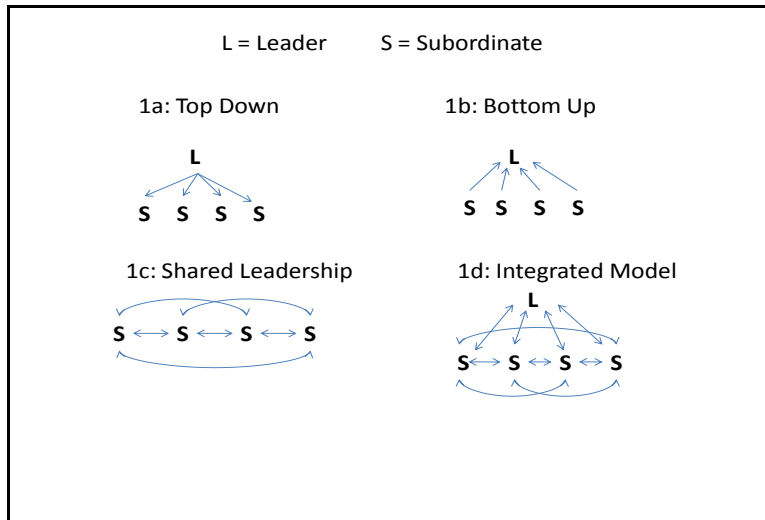 L = Leader S = Subordinate
1a: Top Down
L
S S S S
1b: Bottom Up
L
S S S S
1c: Shared Leadership
S S S S
1d: Integrated Model
L
S S S S